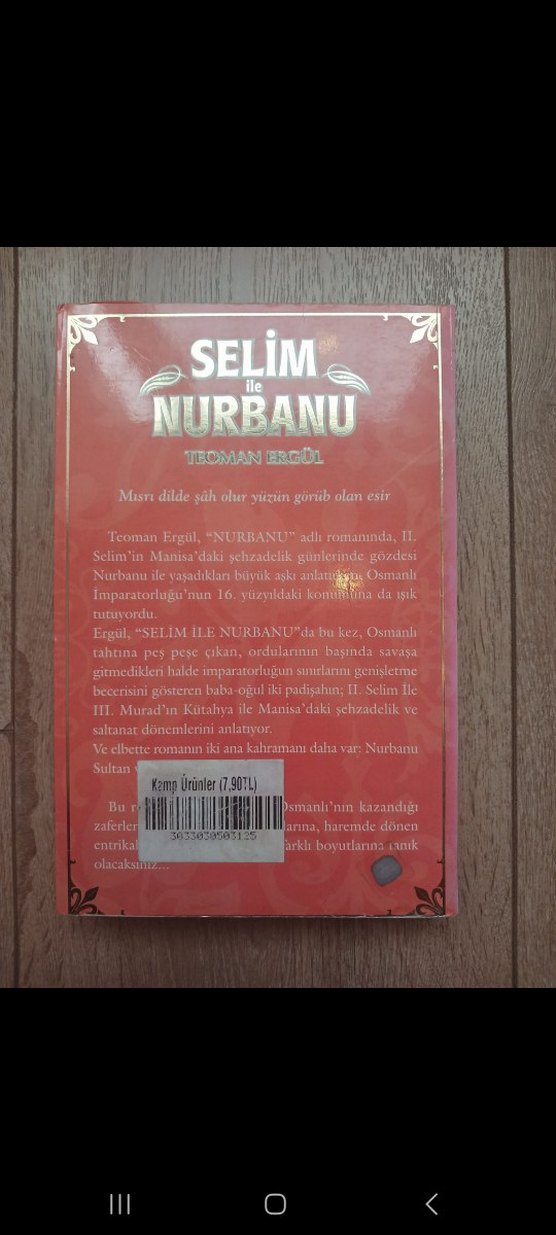 SELİM
ile
NURBANU
TEOMAN ERGÜL
Mısrı dilde şâh olur yüzün görüb olan esir
Teoman Ergül, “NURBANU” adlı romanında, II.
Selim’in Manisa’daki şehzadelik günlerinde gözdesi
Nurbanu ile yaşadıkları büyük aşkı anlatırken, Osmanlı
İmparatorluğu’nun 16. yüzyıldaki konumuna da ışık
tutuyordu.
Ergül, “SELİM İLE NURBANU”da bu kez, Osmanlı
tahtına peş peşe çıkan, ordularının başında savaşa
gitmedikleri halde imparatorluğun sınırlarını genişletme
becerisini gösteren baba-oğul iki padişahın; II. Selim İle
III. Murad’ın Kütahya ile Manisa’daki şehzadelik ve
saltanat dönemlerini anlatıyor.
Ve elbette romanın iki ana kahramanı daha var: Nurbanu
Sultan
Kamp Ürünler (7,90TL)
3033030503125
Bu Osmanlı’nın kazandığı
zaferler haremde dönen
farklı boyutlarına tanık
olacaksınız...